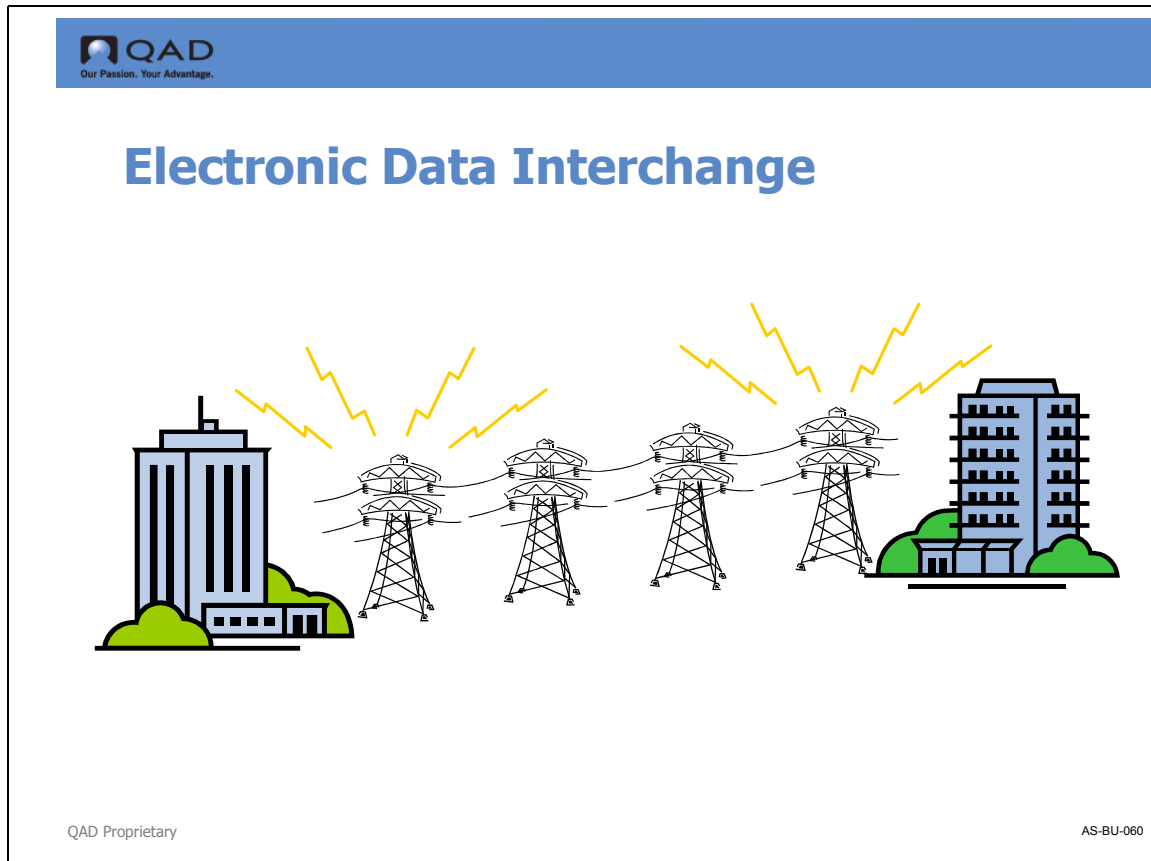 QAD
Our Passion. Your Advantage.
Electronic Data Interchange
QAD Proprietary
AS-BU-060